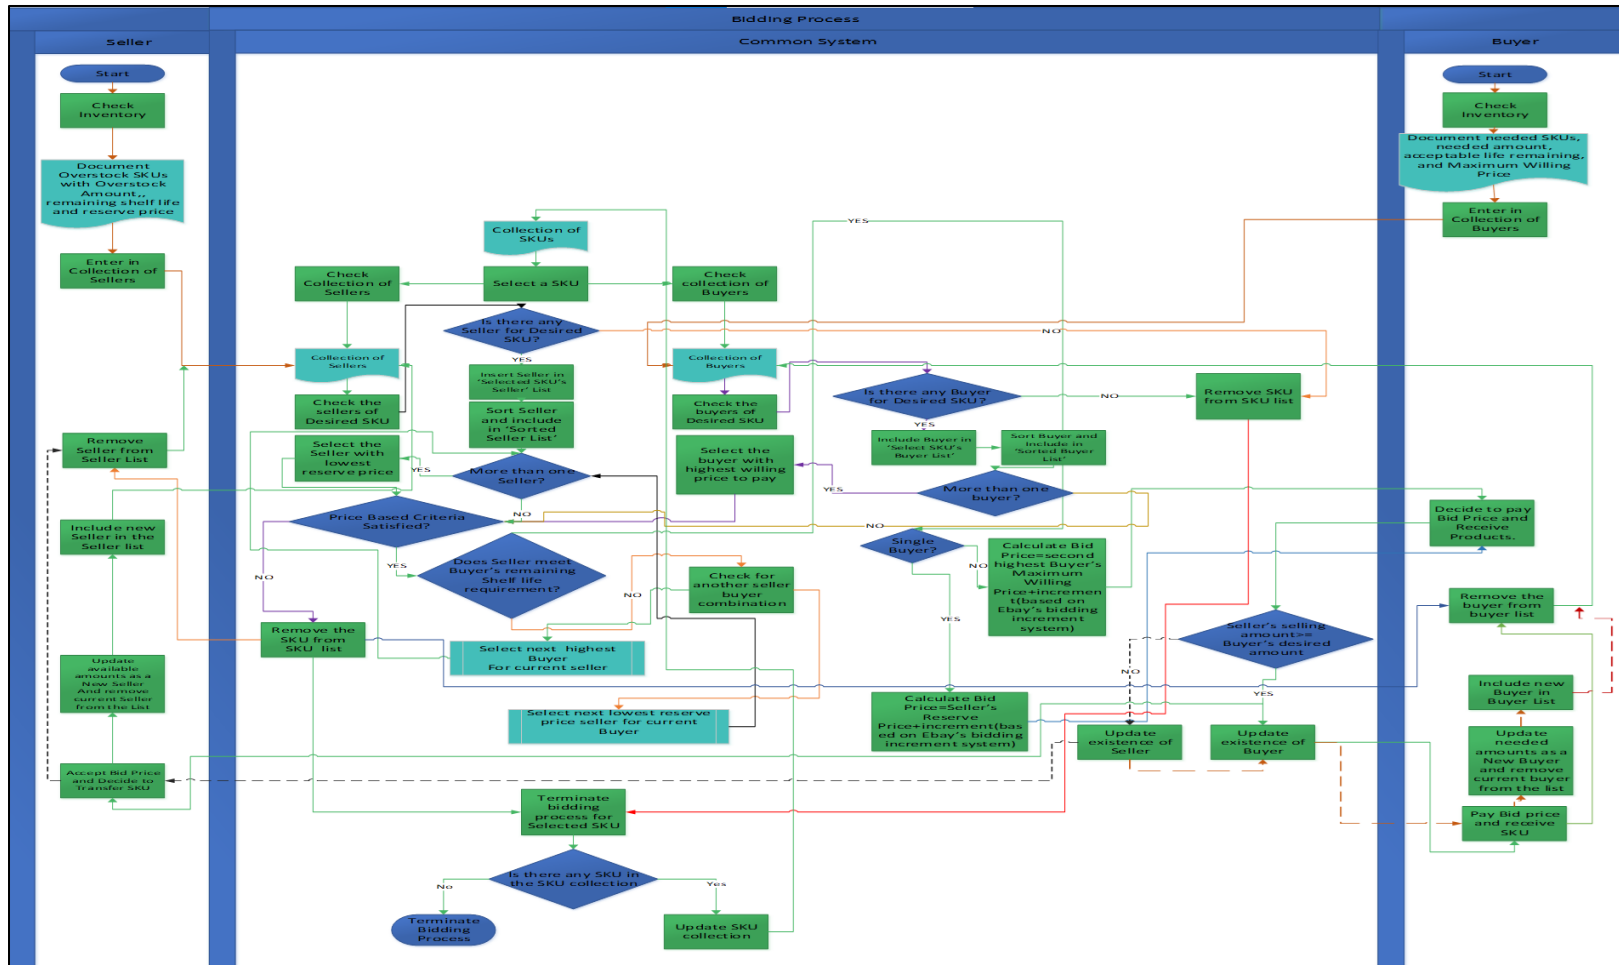 Bidding Process
Seller
Common System
Buyer
Start
Check
Inventory
Document
Overstock SKUs
with Overstock
Amount,,
remaining shelf life
and reserve price
Enter in
Collection of
Sellers
Remove
Seller from
Seller List
Include new
Seller in the
Seller list
Update
available
amounts as a
New Seller
And remove
current Seller
from the List
Accept Bid Price
and Decide to
Transfer SKU
Collection of
SKUs
Check
Collection of
Sellers
Select a SKU
Check
collection of
Buyers
Is there any
Seller for Desired
SKU?
NO
YES
YES
Collection of
Sellers
Insert Seller in
‘Selected SKU’s
Seller’ List
Collection of
Buyers
Check the
sellers of
Desired SKU
Sort Seller
and include
in ‘Sorted
Seller List’
Check the
buyers of
Desired SKU
Is there any Buyer
for Desired SKU?
NO
YES
Remove SKU
from SKU list
Include Buyer in
‘Select SKU’s
Buyer List’
Sort Buyer and
Include in
‘Sorted Buyer
List’
Select the
Seller with
lowest
reserve price
YES
More than one
Seller?
NO
Select the
buyer with
highest willing
price to pay
YES
More than one
buyer?
NO
Price Based Criteria
Satisfied?
NO
YES
Single
Buyer?
NO
YES
Calculate Bid
Price=second
highest Buyer’s
Maximum
Willing
Price+incremen
t(based on
Ebay’s bidding
increment
system)
Does Seller meet
Buyer’s remaining
Shelf life
requirement?
NO
Check for
another seller
buyer
combination
Remove the
SKU from
SKU  list
Select next  highest
Buyer
For current seller
Select next lowest reserve
price seller for current
Buyer
Calculate Bid
Price=Seller’s
Reserve
Price+increment(bas
ed on Ebay’s bidding
increment system)
Seller’s selling
amount>=
Buyer’s desired
amount
NO
YES
Update
existence of
Seller
Update
existence of
Buyer
Terminate
bidding
process for
Selected SKU
Is there any SKU in
the SKU collection
No
Yes
Terminate
Bidding
Process
Update SKU
collection
Start
Check
Inventory
Document needed SKUs,
needed amount,
acceptable life remaining,
and Maximum Willing
Price
Enter in
Collection of
Buyers
Decide to pay
Bid Price and
Receive
Products.
Remove the
buyer from
buyer list
Include new
Buyer in
Buyer List
Update
needed
amounts as a
New Buyer
and remove
current buyer
from the list
Pay Bid price
and receive
SKU